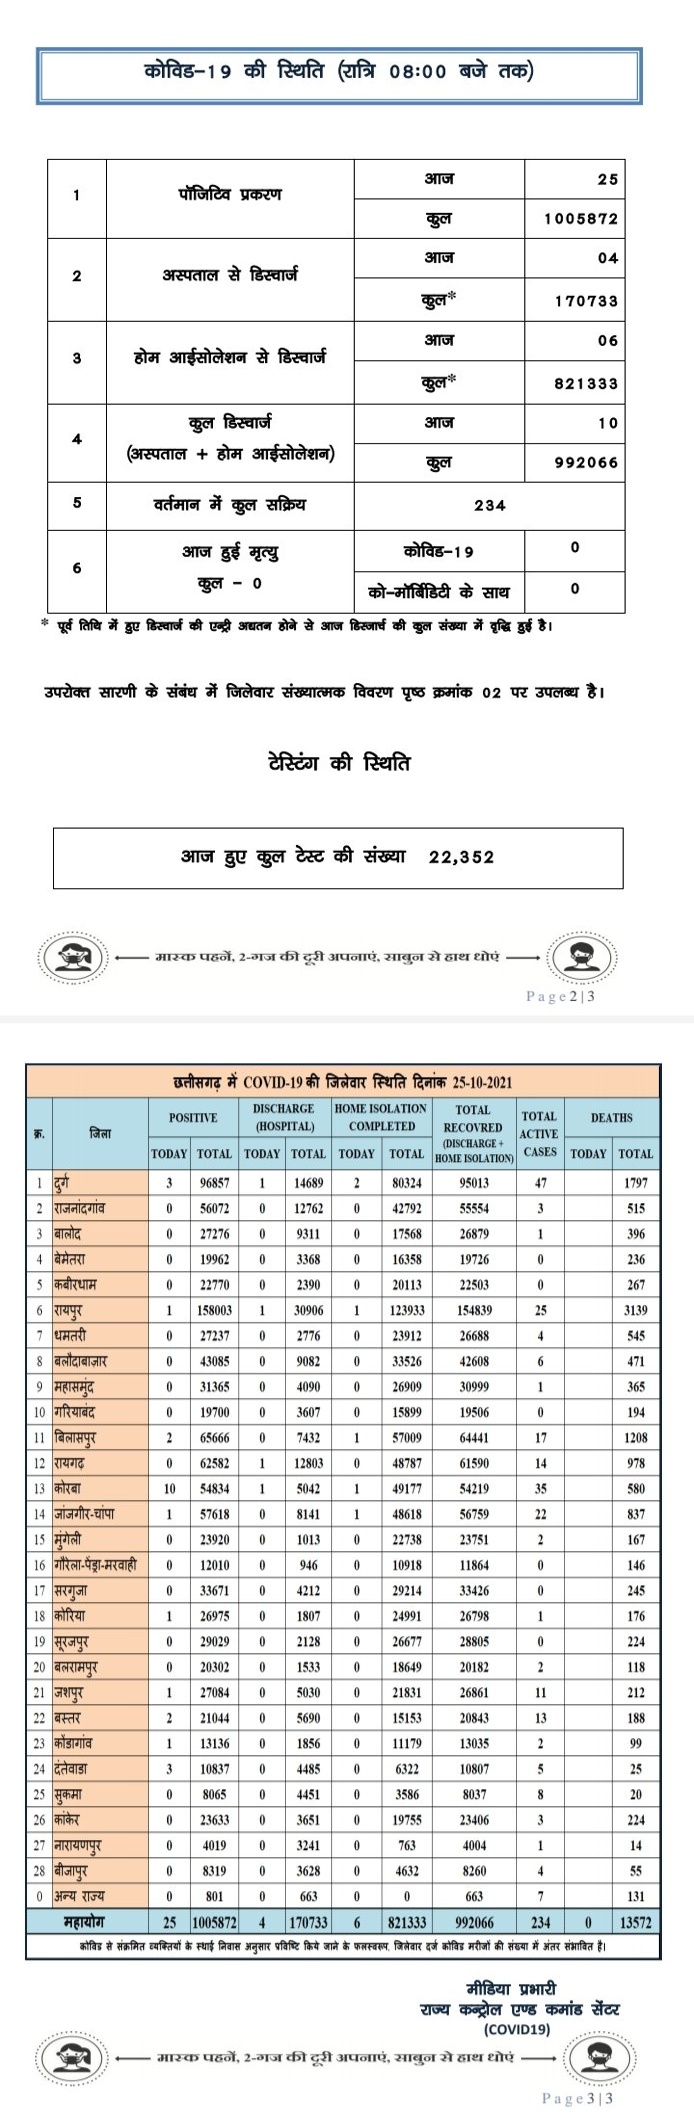 कोविड-19 की स्थिति (रात्रि 08:00 बजे तक)
1 पॉजिटिव प्रकरण आज 25
कुल 1005872
2 अस्पताल से डिस्चार्ज आज 04
कुल* 170733
3 होम आईसोलेशन से डिस्चार्ज आज 06
कुल* 821333
4 कुल डिस्चार्ज (अस्पताल + होम आईसोलेशन) आज 10
कुल 992066
5 वर्तमान में कुल सक्रिय 234
6 आज हुई मृत्यु कुल - 0 कोविड-19 0
को-मॉर्बिडिटी के साथ 0
* पूर्व तिथि में हुए डिस्चार्ज की एन्ट्री अद्यतन होने से आज डिस्जार्च की कुल संख्या में वृद्धि हुई है।
उपरोक्त सारणी के संबंध में जिलेवार संख्यात्मक विवरण पृष्ठ क्रमांक 02 पर उपलब्ध है।
टेस्टिंग की स्थिति
आज हुए कुल टेस्ट की संख्या 22,352
मास्क पहनें, 2-गज की दूरी अपनाएं, साबुन से हाथ धोएं
Page2|3
छत्तीसगढ़ में COVID-19 की जिलेवार स्थिति दिनांक 25-10-2021
क्र. जिला POSITIVE DISCHARGE (HOSPITAL) HOME ISOLATION COMPLETED TOTAL RECOVRED (DISCHARGE + HOME ISOLATION) TOTAL ACTIVE CASES DEATHS
TODAY TOTAL TODAY TOTAL TODAY TOTAL TODAY TOTAL
1 दुर्ग 3 96857 1 14689 2 80324 95013 47 1797
2 राजनांदगांव 0 56072 0 12762 0 42792 55554 3 515
3 बालोद 0 27276 0 9311 0 17568 26879 1 396
4 बेमेतरा 0 19962 0 3368 0 16358 19726 0 236
5 कबीरधाम 0 22770 0 2390 0 20113 22503 0 267
6 रायपुर 1 158003 1 30906 1 123933 154839 25 3139
7 धमतरी 0 27237 0 2776 0 23912 26688 4 545
8 बलौदाबाज़ार 0 43085 0 9082 0 33526 42608 6 471
9 महासमुंद 0 31365 0 4090 0 26909 30999 1 365
10 गरियाबंद 0 19700 0 3607 0 15899 19506 0 194
11 बिलासपुर 2 65666 0 7432 1 57009 64441 17 1208
12 रायगढ़ 0 62582 1 12803 0 48787 61590 14 978
13 कोरबा 10 54834 1 5042 1 49177 54219 35 580
14 जांजगीर-चांपा 1 57618 0 8141 1 48618 56759 22 837
15 मुंगेली 0 23920 0 1013 0 22738 23751 2 167
16 गौरेला-पेंड्रा-मरवाही 0 12010 0 946 0 10918 11864 0 146
17 सरगुजा 0 33671 0 4212 0 29214 33426 0 245
18 कोरिया 1 26975 0 1807 0 24991 26798 1 176
19 सूरजपुर 0 29029 0 2128 0 26677 28805 0 224
20 बलरामपुर 0 20302 0 1533 0 18649 20182 2 118
21 जशपुर 1 27084 0 5030 0 21831 26861 11 212
22 बस्तर 2 21044 0 5690 0 15153 20843 13 188
23 कोंडागांव 1 13136 0 1856 0 11179 13035 2 99
24 दंतेवाडा 3 10837 0 4485 0 6322 10807 5 25
25 सुकमा 0 8065 0 4451 0 3586 8037 8 20
26 कांकेर 0 23633 0 3651 0 19755 23406 3 224
27 नारायणपुर 0 4019 0 3241 0 763 4004 1 14
28 बीजापुर 0 8319 0 3628 0 4632 8260 4 55
0 अन्य राज्य 0 801 0 663 0 0 663 7 131
महायोग 25 1005872 4 170733 6 821333 992066 234 0 13572
कोविड से संक्रमित व्यक्तियों के स्थाई निवास अनुसार प्रविष्टि किये जाने के फलस्वरूप, जिलेवार दर्ज कोविड मरीजों की संख्या में अंतर संभावित है।
मीडिया प्रभारी
राज्य कन्ट्रोल एण्ड कमांड सेंटर
(COVID19)
मास्क पहनें, 2-गज की दूरी अपनाएं, साबुन से हाथ धोएं
Page3|3